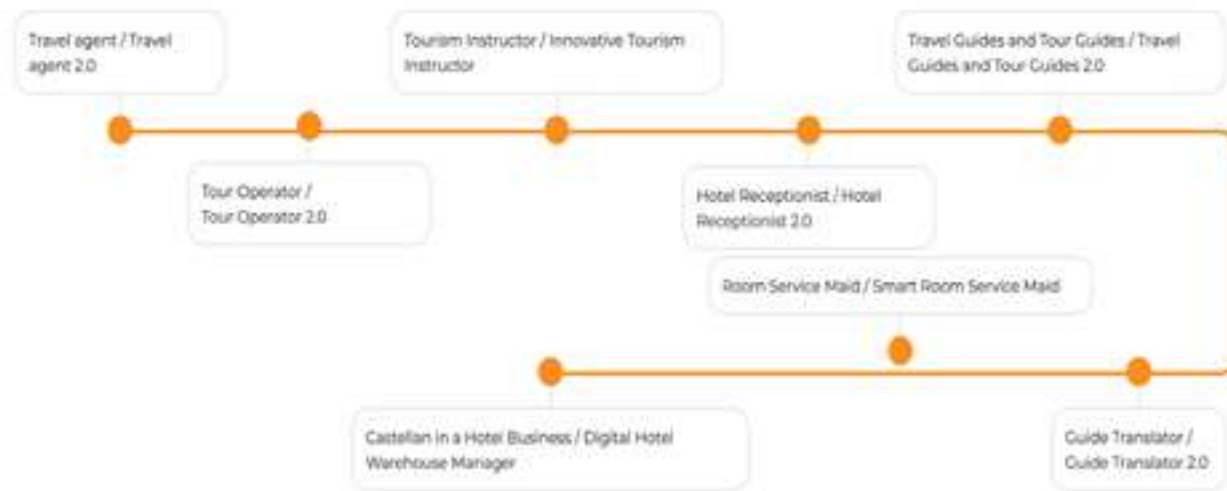 Travel agent / Travel
agent 2.0
Tourism Instructor / Innovative Tourism
Instructor
Travel Guides and Tour Guides / Travel
Guides and Tour Guides 2.0
Tour Operator /
Tour Operator 2.0
Hotel Receptionist / Hotel
Receptionist 2.0
Room Service Maid / Smart Room Service Maid
Castellan in a Hotel Business / Digital Hotel
Warehouse Manager
Guide Translator /
Guide Translator 2.0